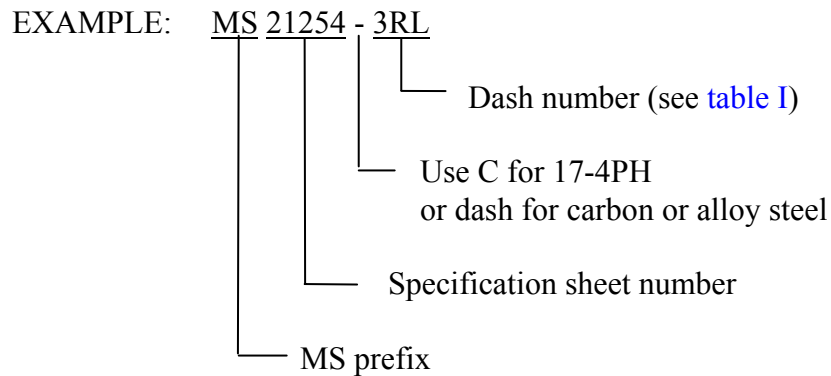 EXAMPLE: MS 21254 - 3RL
Dash number (see table I)
Use C for 17-4PH
or dash for carbon or alloy steel
Specification sheet number
MS prefix